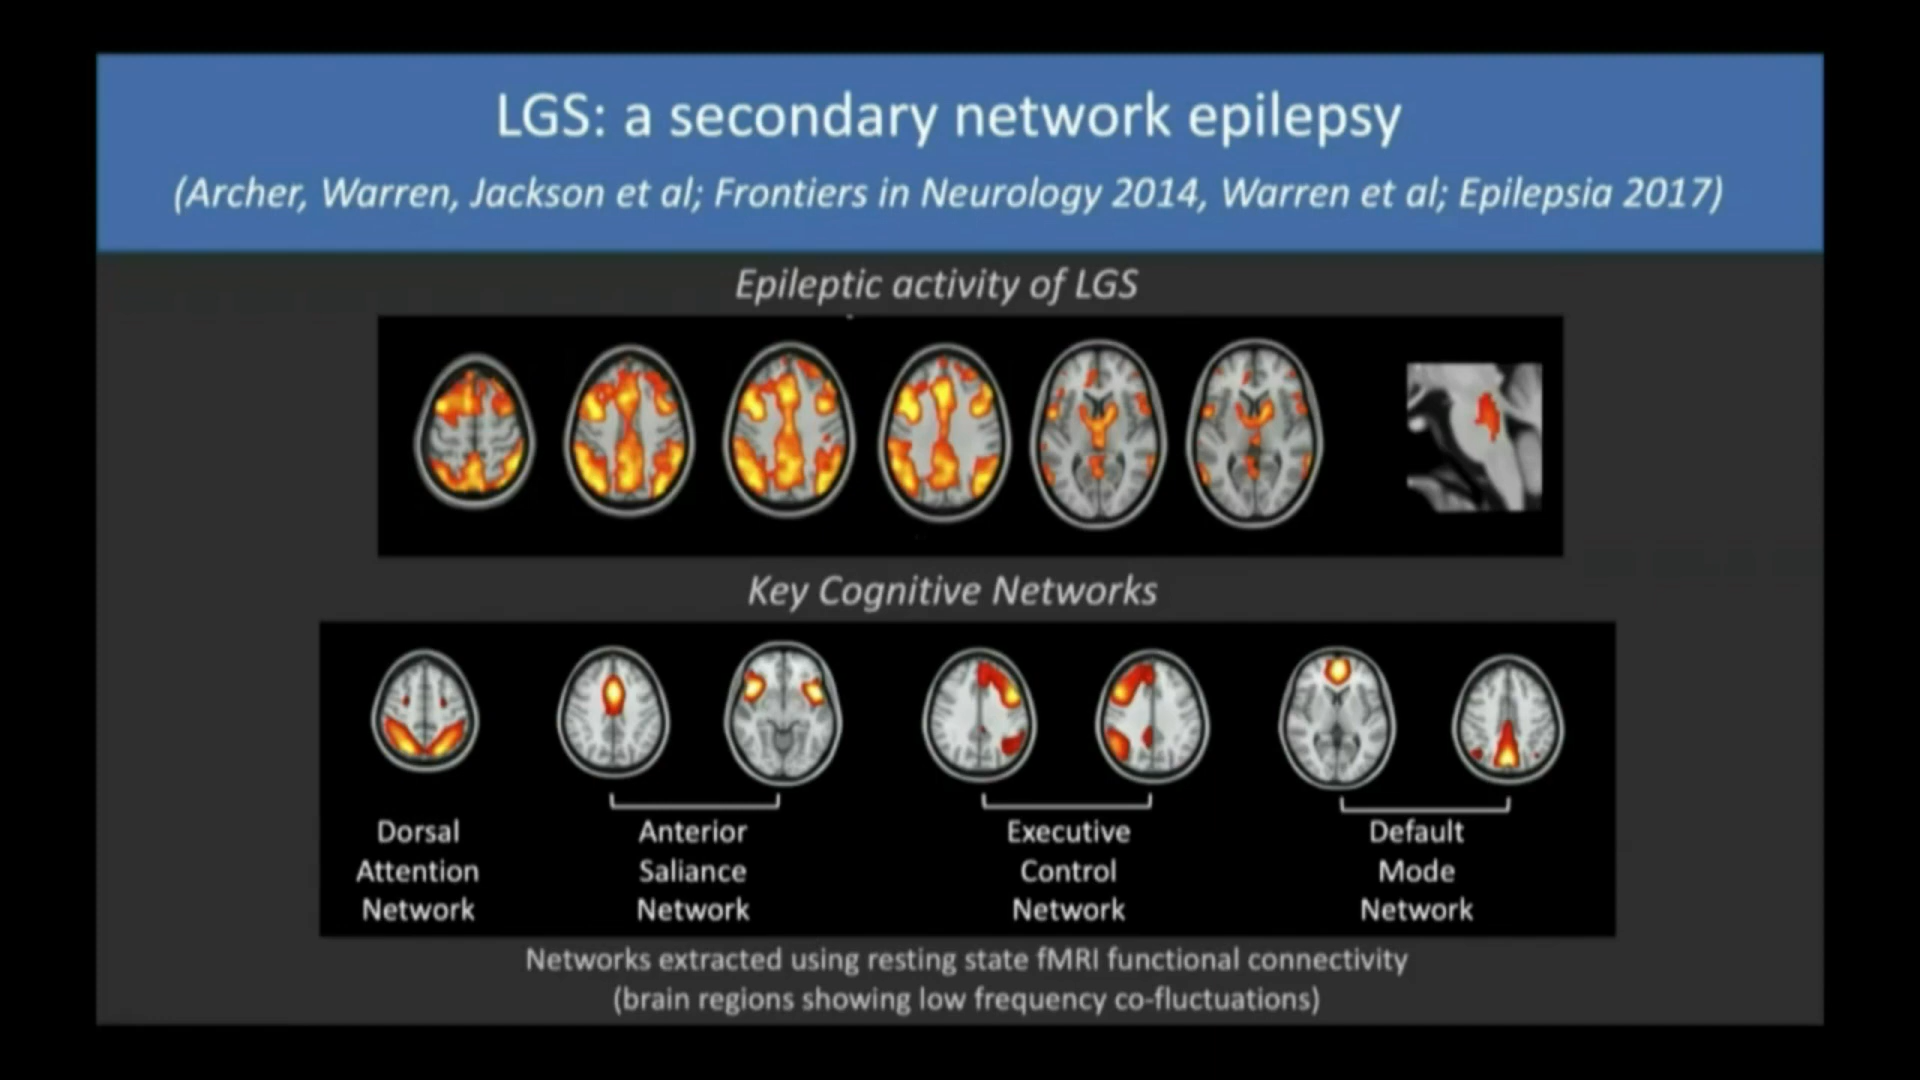 LGS: a secondary network epilepsy
(Archer, Warren, Jackson et al; Frontiers in Neurology 2014, Warren et al; Epilepsia 2017)
Epileptic activity of LGS
Key Cognitive Networks
Dorsal
Attention
Network
Anterior
Saliance
Network
Executive
Control
Network
Default
Mode
Network
Networks extracted using resting state fMRI functional connectivity
(brain regions showing low frequency co-fluctuations)